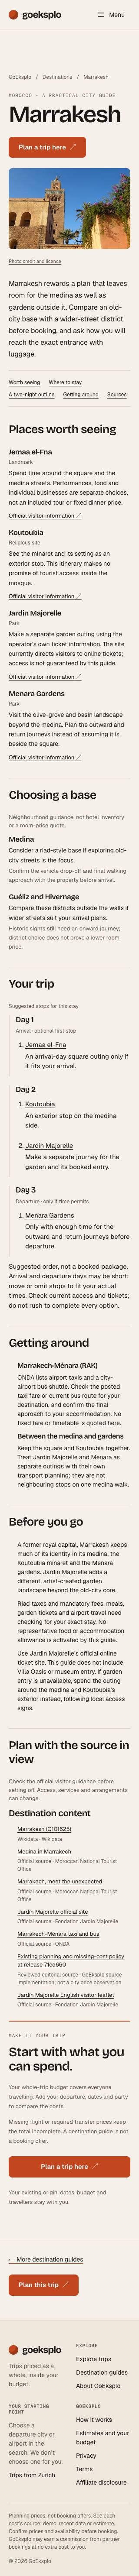 goeksplo
Menu
GoEksplo / Destinations / Marrakesh
MOROCCO · A PRACTICAL CITY GUIDE
Marrakesh
Plan a trip here ↗
Photo credit and licence
Marrakesh rewards a plan that leaves
room for the medina as well as
gardens outside it. Compare an old-
city base with a wider-street district
before booking, and ask how you will
reach the exact entrance with
luggage.
Worth seeing
Where to stay
A two-night outline
Getting around
Sources
Places worth seeing
Jemaa el-Fna
Landmark
Spend time around the square and the
medina streets. Performances, food and
individual businesses are separate choices,
not an included tour or fixed dinner price.
Official visitor information ↗
Koutoubia
Religious site
See the minaret and its setting as an
exterior stop. This itinerary makes no
promise of tourist access inside the
mosque.
Official visitor information ↗
Jardin Majorelle
Park
Make a separate garden outing using the
operator's own ticket information. The site
currently directs visitors to online tickets;
access is not guaranteed by this guide.
Official visitor information ↗
Menara Gardens
Park
Visit the olive-grove and basin landscape
beyond the medina. Plan the outward and
return journeys instead of assuming it is
beside the square.
Official visitor information ↗
Choosing a base
Neighbourhood guidance, not hotel inventory
or a room-price quote.
Medina
Consider a riad-style base if exploring old-
city streets is the focus.
Confirm the vehicle drop-off and final walking
approach with the property before arrival.
Guéliz and Hivernage
Compare these districts outside the walls if
wider streets suit your arrival plans.
Historic sights still need an onward journey;
district choice does not prove a lower room
price.
Your trip
Suggested stops for this stay
Day 1
Arrival · optional first stop
1. Jemaa el-Fna
An arrival-day square outing only if
it fits your arrival.
Day 2
1. Koutoubia
An exterior stop on the medina
side.
2. Jardin Majorelle
Make a separate journey for the
garden and its booked entry.
Day 3
Departure · only if time permits
1. Menara Gardens
Only with enough time for the
outward and return journeys before
departure.
Suggested order, not a booked package.
Arrival and departure days may be short:
move or omit stops to fit your actual
times. Check current access and tickets;
do not rush to complete every option.
Getting around
Marrakech-Ménara (RAK)
ONDA lists airport taxis and a city-
airport bus shuttle. Check the posted
taxi fare or current bus role for your
destination, and confirm the final
walking approach to accommodation. No
onward route is booked here.
Between the medina and gardens
Keep the square and Koutoubia together.
Treat Jardin Majorelle and Menara as
separate outings with their own
transport planning; they are not
neighbouring stops on one medina walk.
Before you go
A former royal capital, Marrakech keeps
much of its identity in its medina, the
Koutoubia minaret and the Menara
gardens. Jardin Majorelle adds a
different, artist-created garden
landscape beyond the old-city core.
Riad taxes and mandatory fees, meals,
garden tickets and airport transfer need
checking for your exact stay. No
representative food or accommodation
allowance is published by this guide.
Use Jardin Majorelle's official online
ticket site. This guide does not include
Villa Oasis or museum entry. If garden
entry is unavailable, spend the outing
around the medina and Koutoubia's
exterior instead, following local access
signs.
Plan with the source in
view
Check the official visitor guidance before
setting off. Access, services and arrangements
can change.
Destination content
Marrakesh (Q101625)
Wikidata · Wikidata
Medina in Marrakech
Official source · Moroccan National Tourist
Office
Marrakech, meet the unexpected
Official source · Moroccan National Tourist
Office
Jardin Majorelle official site
Official source · Fondation Jardin Majorelle
Marrakech-Ménara taxi and bus
Official source · ONDA
Existing planning and missing-cost policy
at release 71ed660
Reviewed editorial source · GoEksplo source
implementation; not a city price observation
Jardin Majorelle English visitor leaflet
Official source · Fondation Jardin Majorelle
MAKE IT YOUR TRIP
Start with what you
can spend.
Your whole-trip budget covers everyone
travelling. Add your departure, dates and party
to compare the costs.
Missing flight or required transfer prices keep
the total incomplete. A destination guide is not
a booking offer.
Plan a trip here ↗
Your existing origin, dates, budget and
travellers stay with you.
← More destination guides
Plan this trip ↗
goeksplo
Trips priced as a
whole, inside your
budget.
EXPLORE
Explore trips
Destination guides
About GoEksplo
YOUR STARTING
POINT
Choose a
departure city or
airport in the
search. We don't
choose one for you.
Trips from Zurich
GOEKSPLO
How it works
Estimates and your
budget
Privacy
Terms
Affiliate disclosure
Planning prices, not booking offers. See each
cost's source: demo, recent data or estimate.
Confirm prices and availability before booking.
GoEksplo may earn a commission from partner
bookings at no extra cost to you.
© 2026 GoEksplo